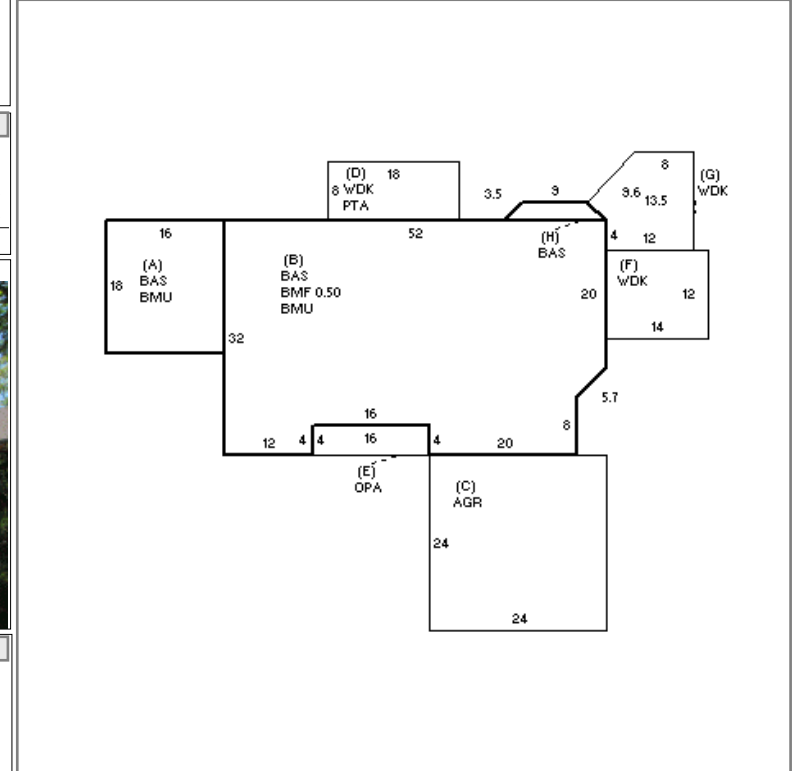 (D) 18
8 WDK
PTA
3.5
9
8
9.6
13.5
(G)
WDK
16
52
(H)
BAS
4
12
(A)
BAS
BMU
18
(B)
BAS
BMF 0.50
BMU
(F)
WDK
20
12
14
32
5.7
16
8
12
4
4
16
4
20
(E)
OPA
(C)
AGR
24
24